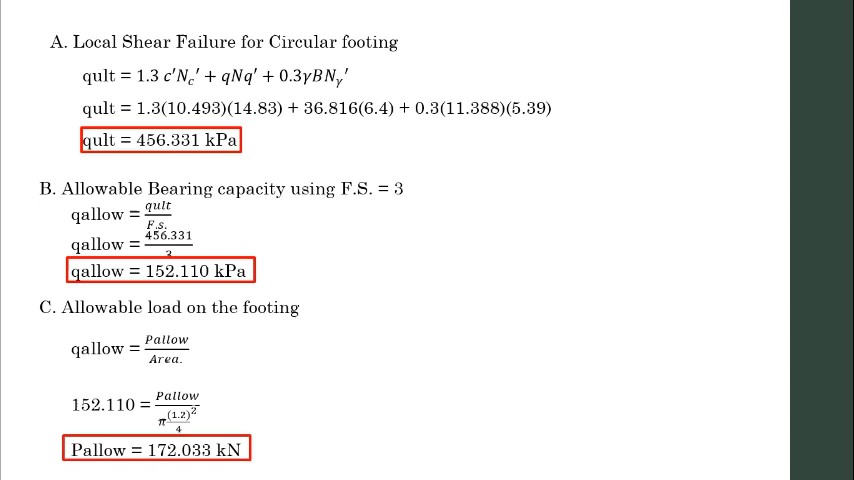 A. Local Shear Failure for Circular footing
qult = 1.3 c′N_c′ + qNq′ + 0.3γBN_γ′
qult = 1.3(10.493)(14.83) + 36.816(6.4) + 0.3(11.388)(5.39)
qult = 456.331 kPa
B. Allowable Bearing capacity using F.S. = 3
qallow = qult / F.s.
qallow = 456.331 / 3
qallow = 152.110 kPa
C. Allowable load on the footing
qallow = Pallow / Area.
152.110 = Pallow / π (1.2)² / 4
Pallow = 172.033 kN